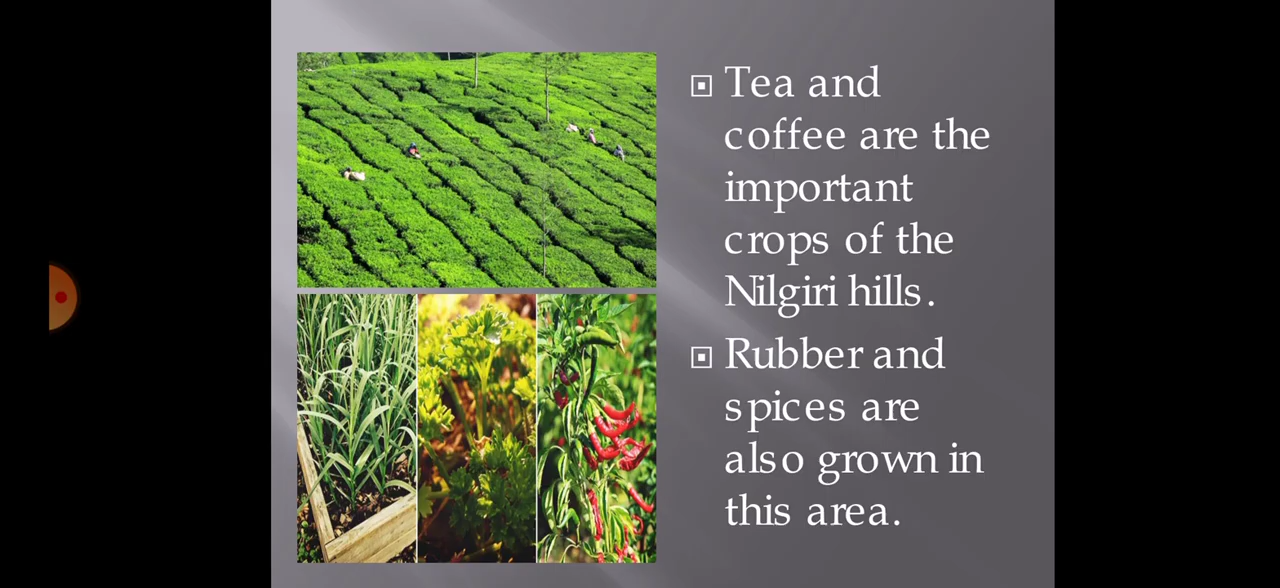 Tea and
coffee are the
important
crops of the
Nilgiri hills.
Rubber and
spices are
also grown in
this area.